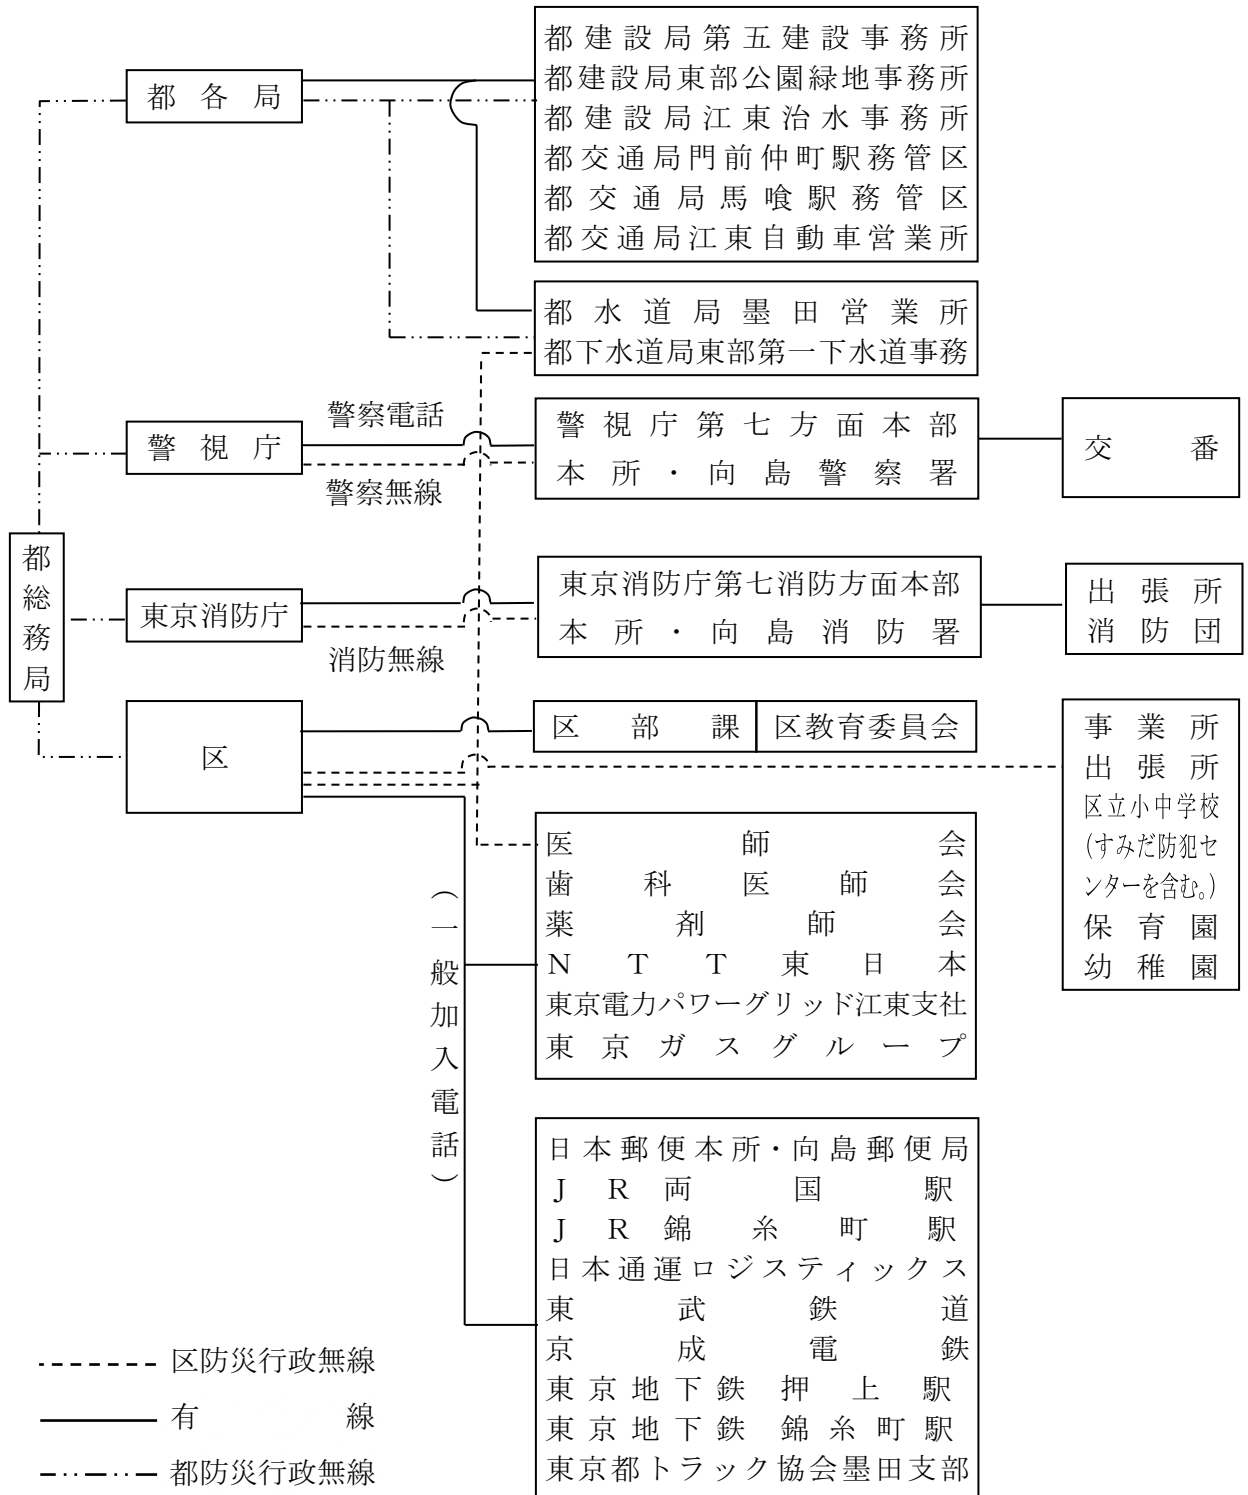 都建設局第五建設事務所
都建設局東部公園緑地事務所
都建設局江東治水事務所
都交通局門前仲町駅務管区
都交通局馬喰駅務管区
都交通局江東自動車営業所
都各局
都水道局墨田営業所
都下水道局東部第一下水道事務
警察電話
警視庁
警察無線
警視庁第七方面本部
本所・向島警察署
交番
都総務局
東京消防庁
消防無線
東京消防庁第七消防方面本部
本所・向島消防署
出張所
消防団
区
区部課
区教育委員会
事業所
出張所
区立小中学校
(すみだ防犯セ
ンターを含む。)
保育園
幼稚園
(一般加入電話)
医師会
歯科医師会
薬剤師会
NTT東日本
東京電力パワーグリッド江東支社
東京ガスグループ
日本郵便本所・向島郵便局
JR両国駅
JR錦糸町駅
日本通運ロジスティックス
東武鉄道
京成電鉄
東京地下鉄押上駅
東京地下鉄錦糸町駅
東京都トラック協会墨田支部
区防災行政無線
有線
都防災行政無線